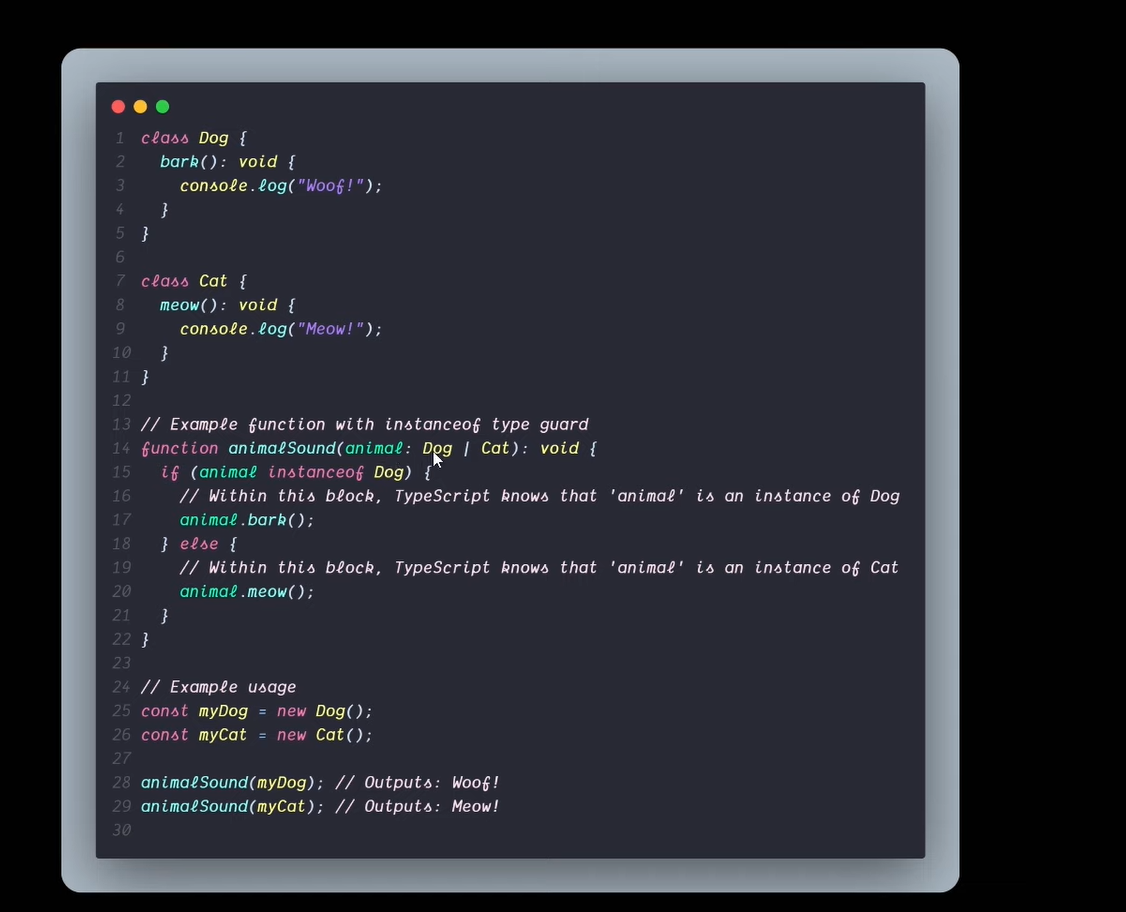 1 class Dog {
2   bark(): void {
3     console.log("Woof!");
4   }
5 }
6
7 class Cat {
8   meow(): void {
9     console.log("Meow!");
10   }
11 }
12
13 // Example function with instanceof type guard
14 function animalSound(animal: Dog | Cat): void {
15   if (animal instanceof Dog) {
16     // Within this block, TypeScript knows that 'animal' is an instance of Dog
17     animal.bark();
18   } else {
19     // Within this block, TypeScript knows that 'animal' is an instance of Cat
20     animal.meow();
21   }
22 }
23
24 // Example usage
25 const myDog = new Dog();
26 const myCat = new Cat();
27
28 animalSound(myDog); // Outputs: Woof!
29 animalSound(myCat); // Outputs: Meow!
30